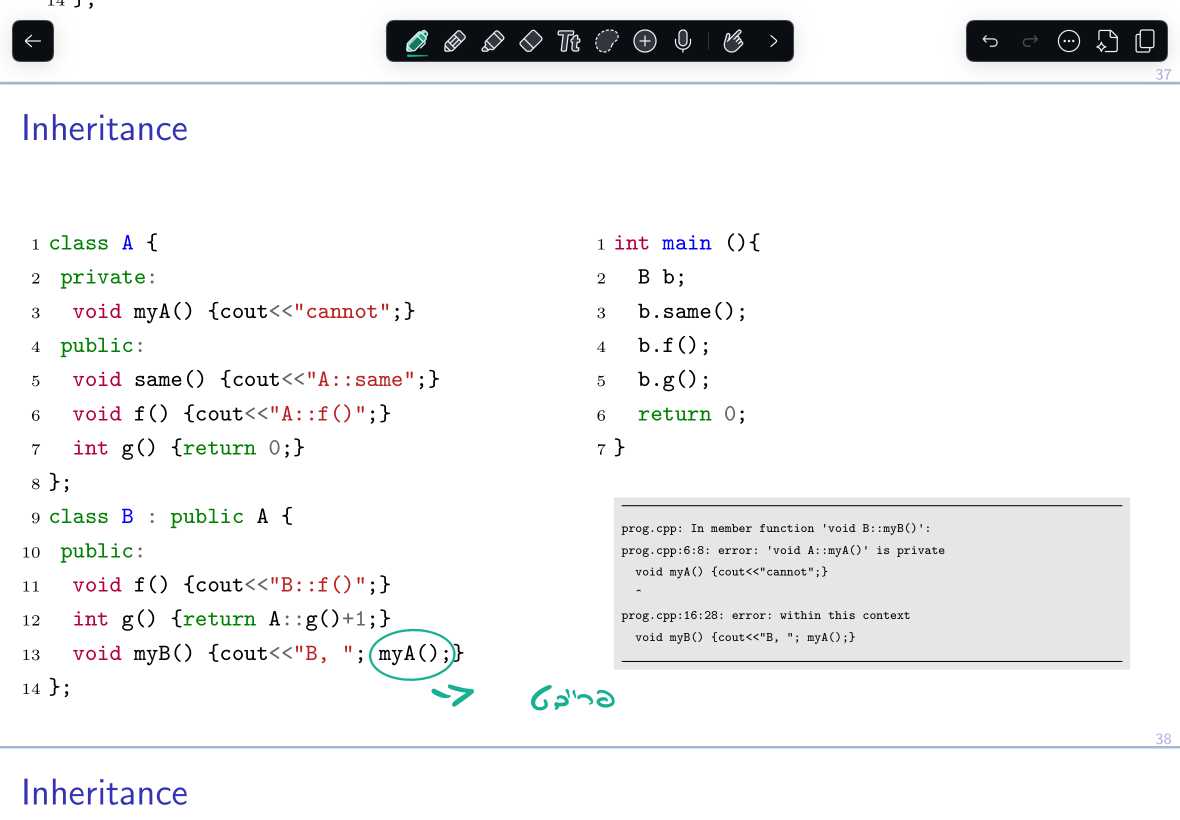 14 };
Tt
37
Inheritance
1 class A {
2 private:
3 void myA() {cout<<"cannot";}
4 public:
5 void same() {cout<<"A::same";}
6 void f() {cout<<"A::f()";}
7 int g() {return 0;}
8 };
9 class B : public A {
10 public:
11 void f() {cout<<"B::f()";}
12 int g() {return A::g()+1;}
13 void myB() {cout<<"B, "; myA();}
14 };
פרייבט
1 int main (){
2 B b;
3 b.same();
4 b.f();
5 b.g();
6 return 0;
7 }
prog.cpp: In member function 'void B::myB()':
prog.cpp:6:8: error: 'void A::myA()' is private
void myA() {cout<<"cannot";}
^
prog.cpp:16:28: error: within this context
void myB() {cout<<"B, "; myA();}
38
Inheritance